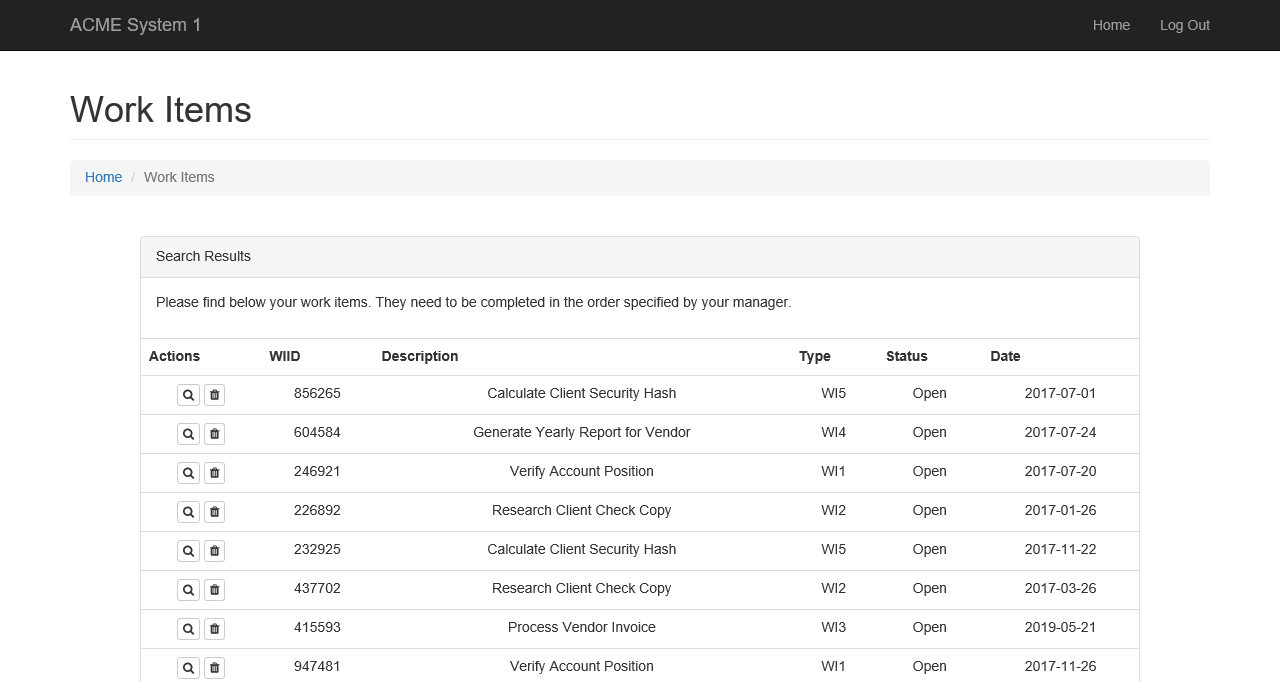 ACME System 1 Home Log Out
Work Items
Home / Work Items
Search Results
Please find below your work items. They need to be completed in the order specified by your manager.
Actions WIID Description Type Status Date
856265 Calculate Client Security Hash WI5 Open 2017-07-01
604584 Generate Yearly Report for Vendor WI4 Open 2017-07-24
246921 Verify Account Position WI1 Open 2017-07-20
226892 Research Client Check Copy WI2 Open 2017-01-26
232925 Calculate Client Security Hash WI5 Open 2017-11-22
437702 Research Client Check Copy WI2 Open 2017-03-26
415593 Process Vendor Invoice WI3 Open 2019-05-21
947481 Verify Account Position WI1 Open 2017-11-26